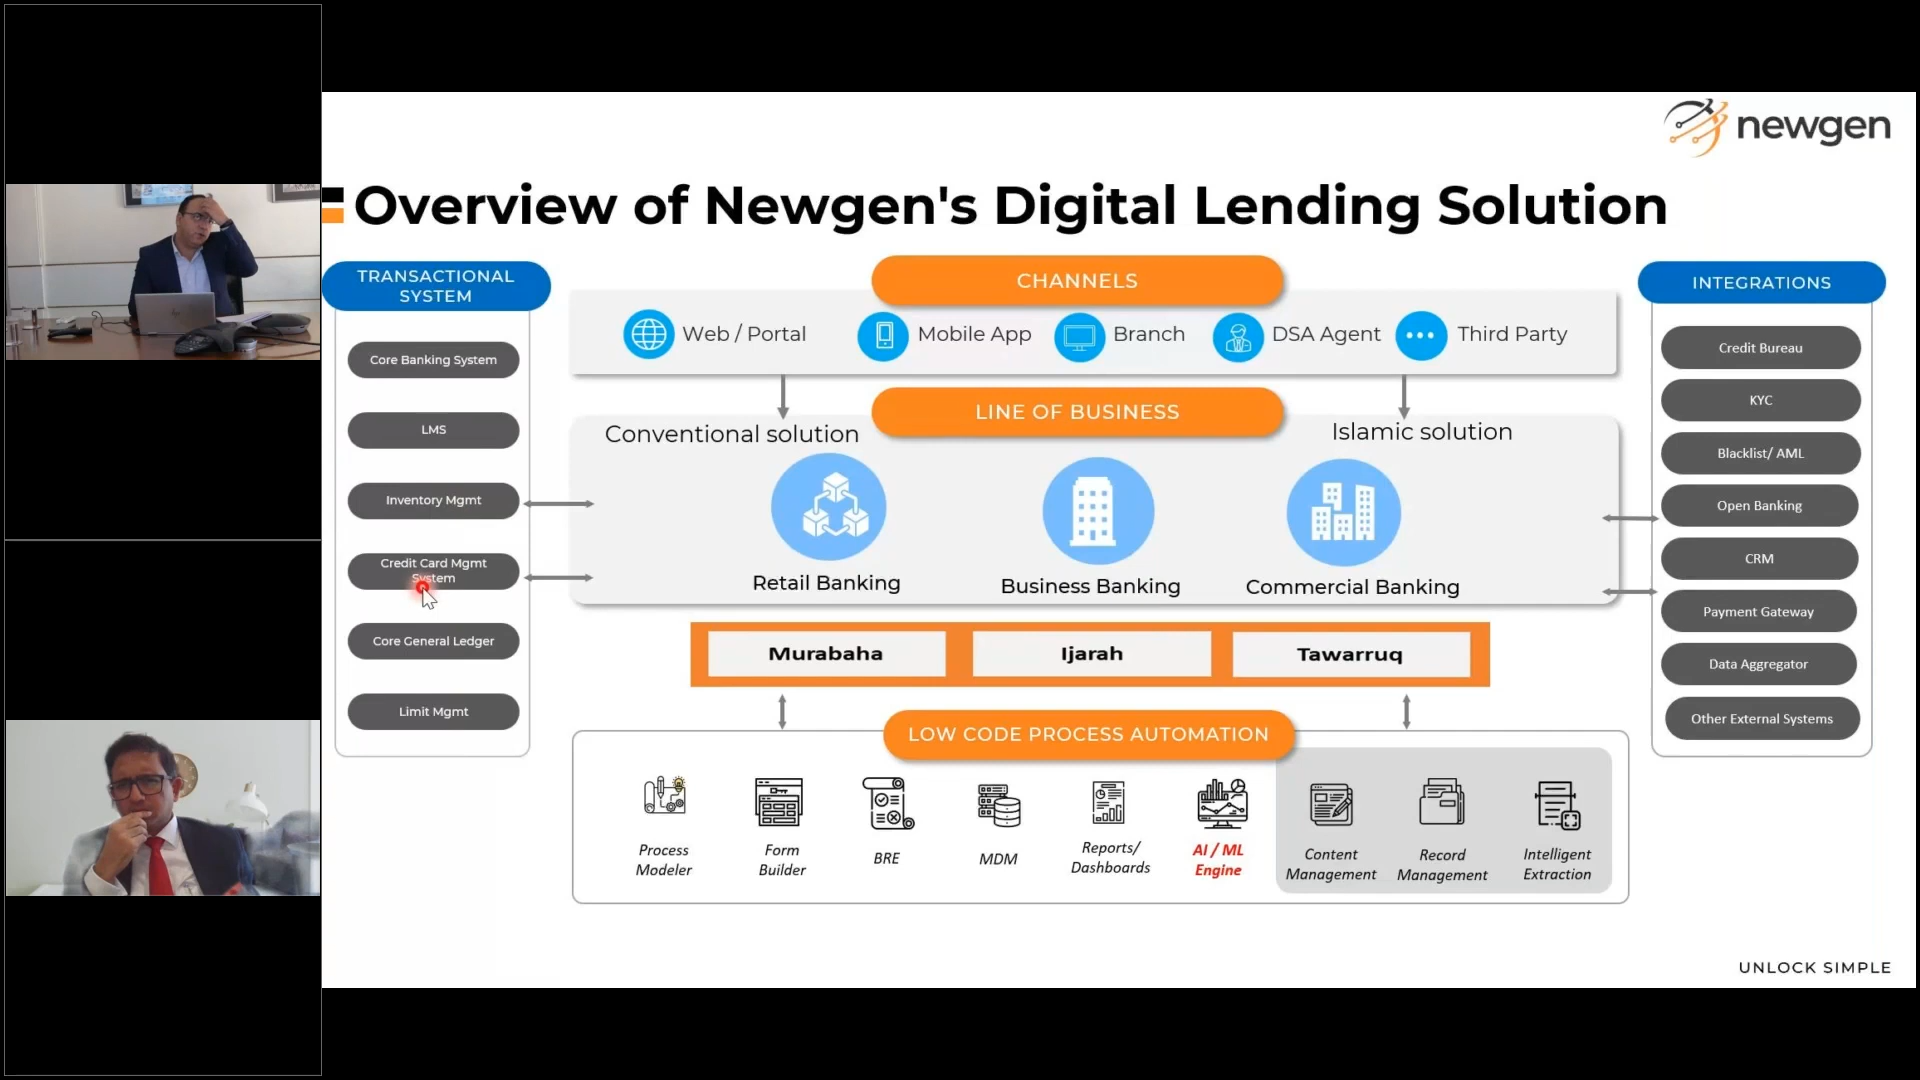 newgen
Overview of Newgen's Digital Lending Solution
TRANSACTIONAL
SYSTEM
Core Banking System
LMS
Inventory Mgmt
Credit Card Mgmt
System
Core General Ledger
Limit Mgmt
CHANNELS
Web / Portal
Mobile App
Branch
DSA Agent
Third Party
LINE OF BUSINESS
Conventional solution
Islamic solution
Retail Banking
Business Banking
Commercial Banking
Murabaha
Ijarah
Tawarruq
LOW CODE PROCESS AUTOMATION
Process
Modeler
Form
Builder
BRE
MDM
Reports/
Dashboards
AI / ML
Engine
Content
Management
Record
Management
Intelligent
Extraction
INTEGRATIONS
Credit Bureau
KYC
Blacklist/ AML
Open Banking
CRM
Payment Gateway
Data Aggregator
Other External Systems
UNLOCK SIMPLE